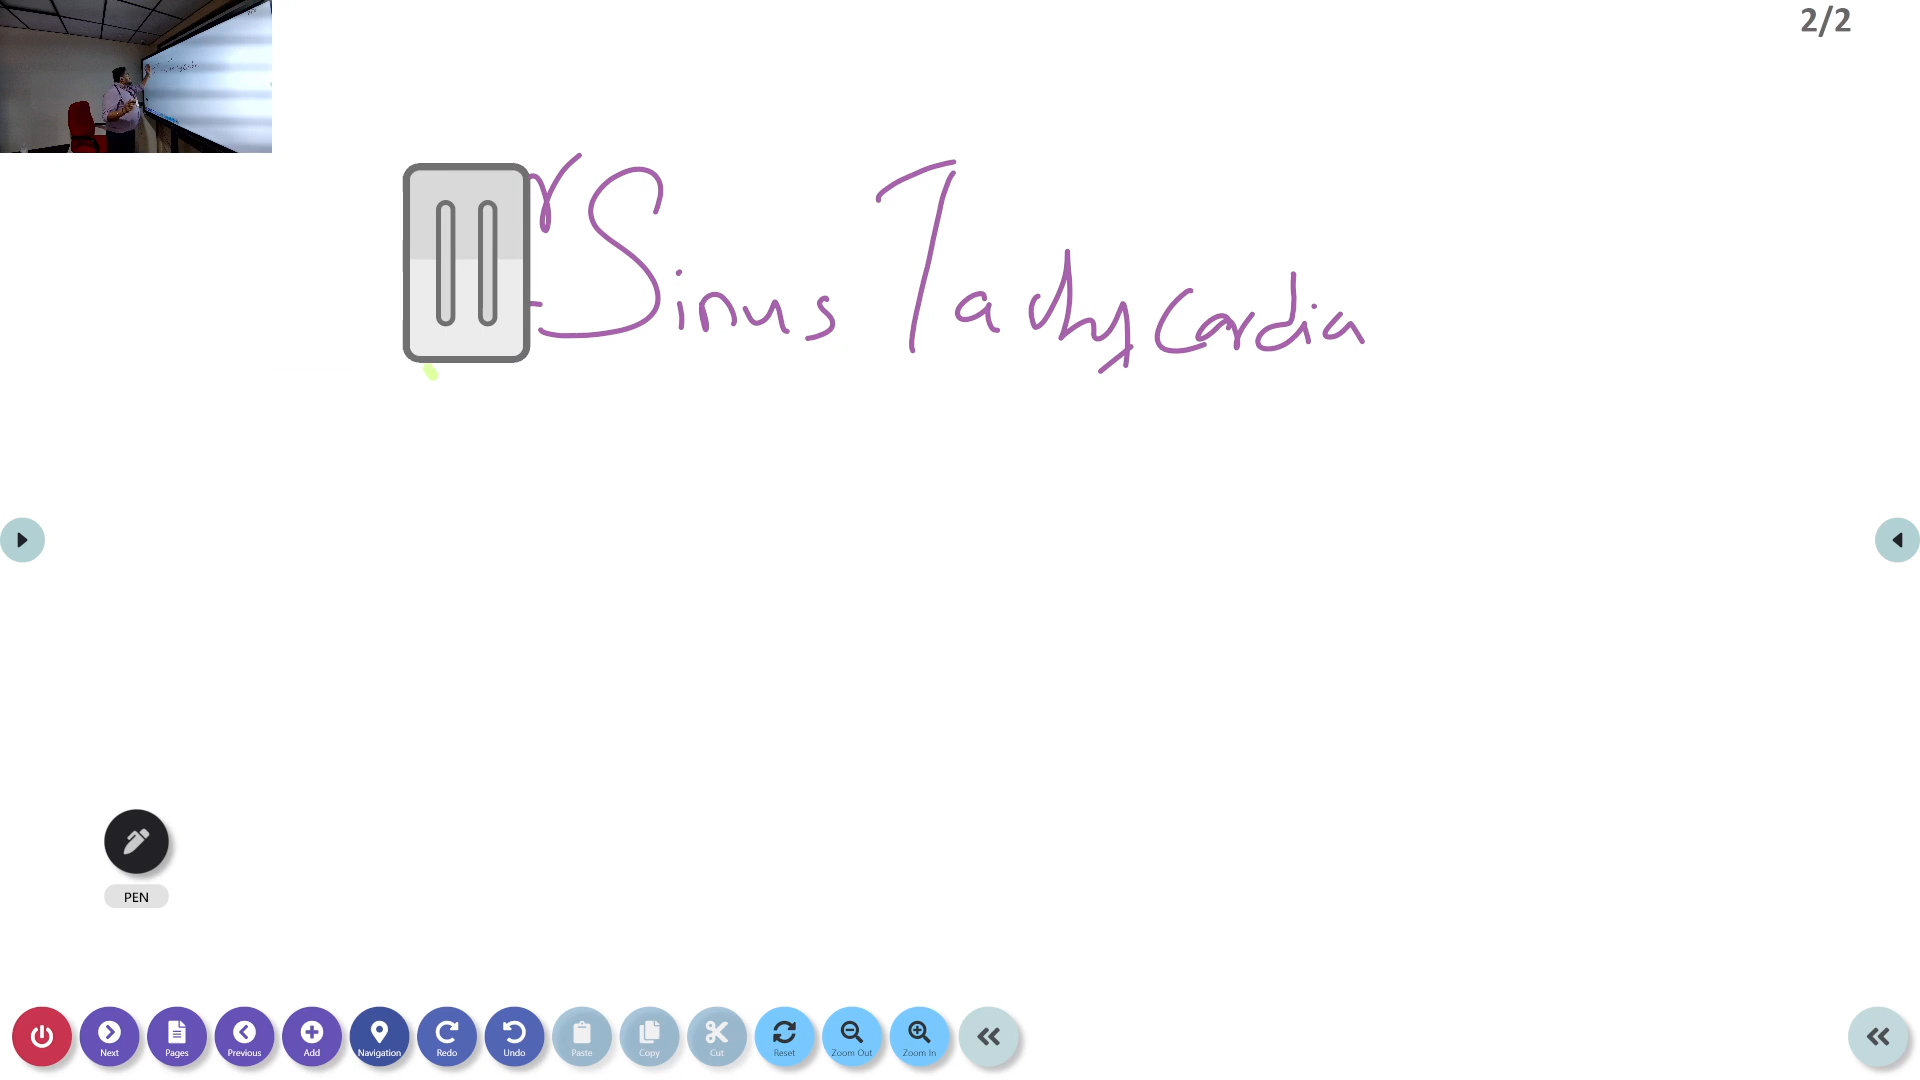 2/2
Sinus Tachycardia
PEN
Next Pages Previous Add Navigation Redo Undo Paste Copy Cut Reset Zoom Out Zoom In